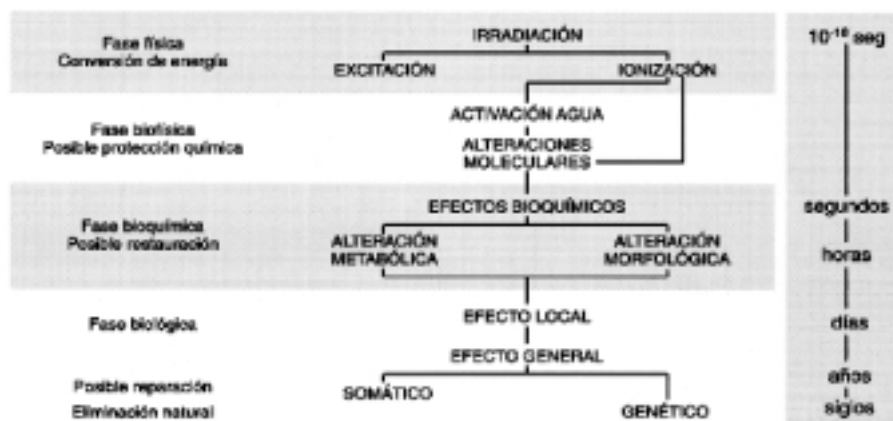 Fase física
Conversión de energía
IRRADIACIÓN
EXCITACIÓN
IONIZACIÓN
10⁻¹⁸ seg
Fase biofísica
Posible protección química
ACTIVACIÓN AGUA
ALTERACIONES
MOLECULARES
Fase bioquímica
Posible restauración
EFECTOS BIOQUÍMICOS
ALTERACIÓN
METABÓLICA
ALTERACIÓN
MORFOLÓGICA
segundos
horas
Fase biológica
EFECTO LOCAL
días
EFECTO GENERAL
Posible reparación
SOMÁTICO
años
Eliminación natural
GENÉTICO
siglos